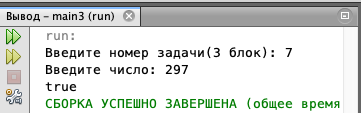 Вывод – main3 (run)
run:
Введите номер задачи(3 блок): 7
Введите число: 297
true
СБОРКА УСПЕШНО ЗАВЕРШЕНА (общее время